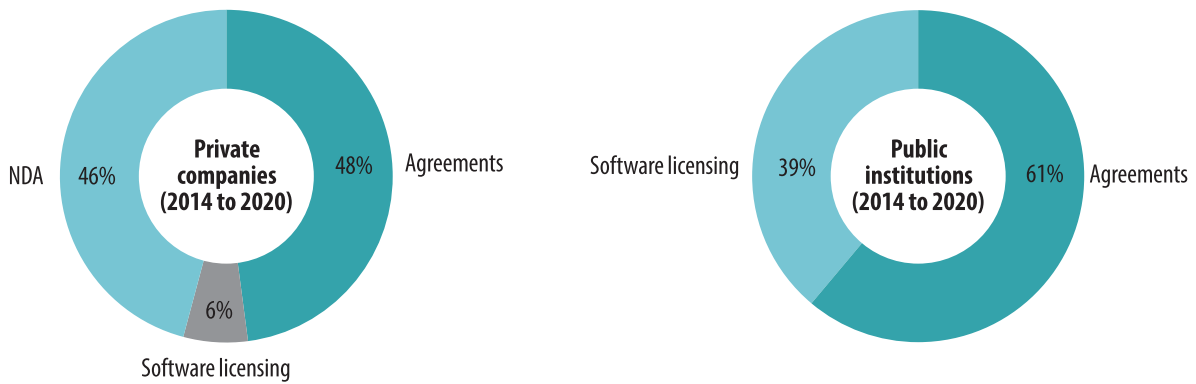 NDA
46%
Private
companies
(2014 to 2020)
48%
Agreements
6%
Software licensing
Software licensing
39%
Public
institutions
(2014 to 2020)
61%
Agreements